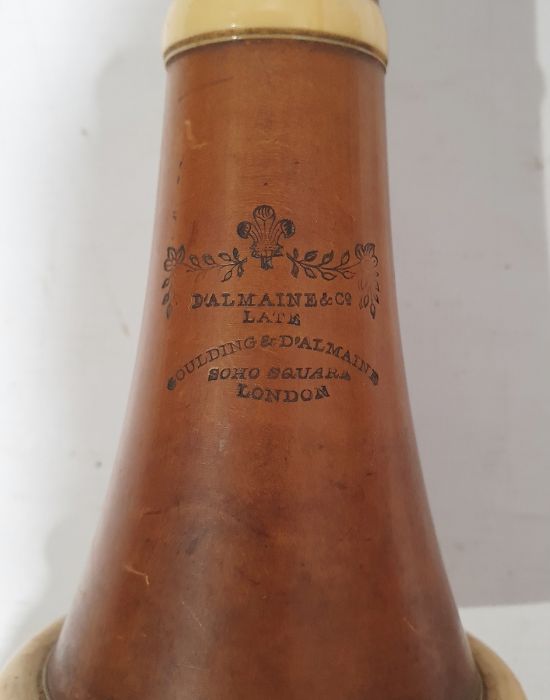 D'ALMAINE & Cº
LATE
GOULDING & D'ALMAINE
SOHO SQUARE
LONDON